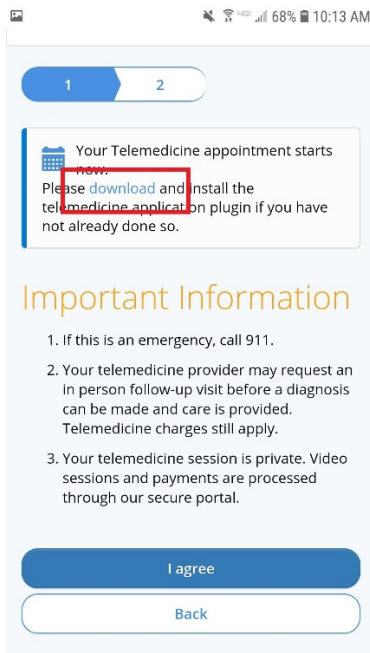 68% 10:13 AM
1 2
Your Telemedicine appointment starts
now.
Please download and install the
telemedicine application plugin if you have
not already done so.
Important Information
1. If this is an emergency, call 911.
2. Your telemedicine provider may request an
in person follow-up visit before a diagnosis
can be made and care is provided.
Telemedicine charges still apply.
3. Your telemedicine session is private. Video
sessions and payments are processed
through our secure portal.
I agree
Back